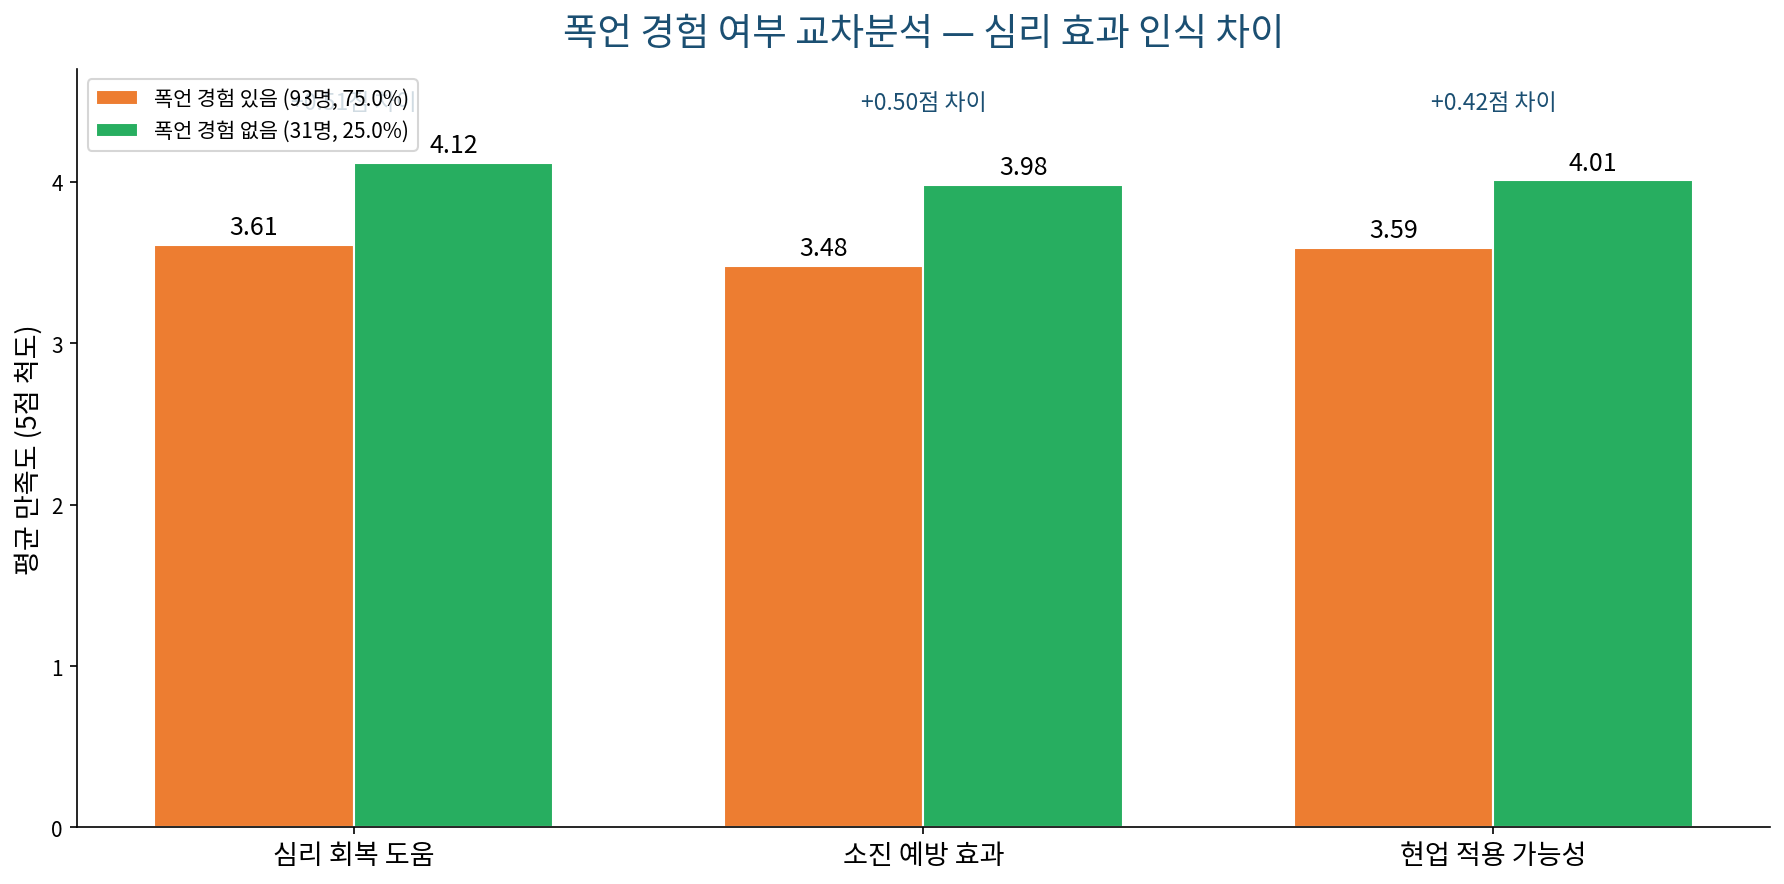 폭언 경험 여부 교차분석 — 심리 효과 인식 차이
폭언 경험 있음 (93명, 75.0%)
폭언 경험 없음 (31명, 25.0%)
+0.50점 차이
+0.42점 차이
4.12
3.98
4.01
3.61
3.48
3.59
평균 만족도 (5점 척도)
4
3
2
1
0
심리 회복 도움
소진 예방 효과
현업 적용 가능성